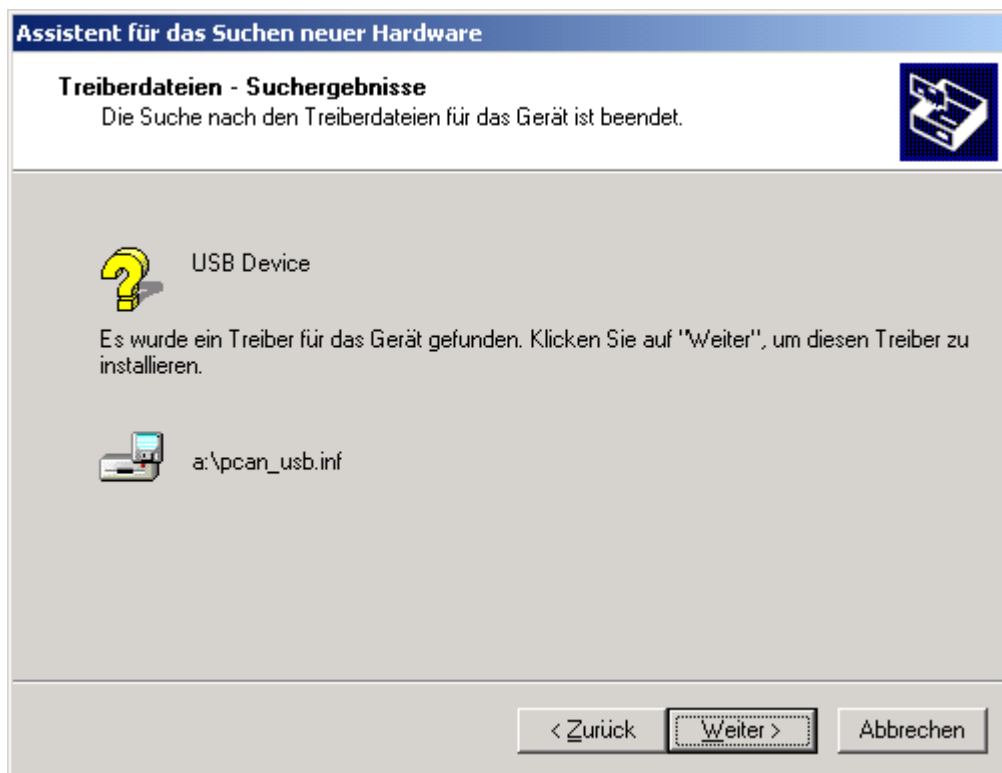 Assistent für das Suchen neuer Hardware
Treiberdateien - Suchergebnisse
Die Suche nach den Treiberdateien für das Gerät ist beendet.
USB Device
Es wurde ein Treiber für das Gerät gefunden. Klicken Sie auf "Weiter", um diesen Treiber zu
installieren.
a:\pcan_usb.inf
< Zurück
Weiter >
Abbrechen